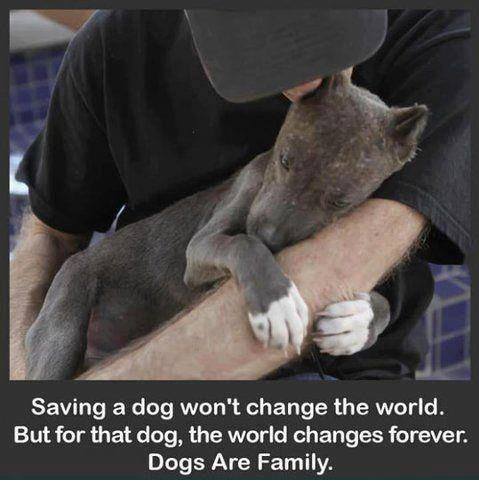 Saving a dog won't change the world.
But for that dog, the world changes forever.
Dogs Are Family.